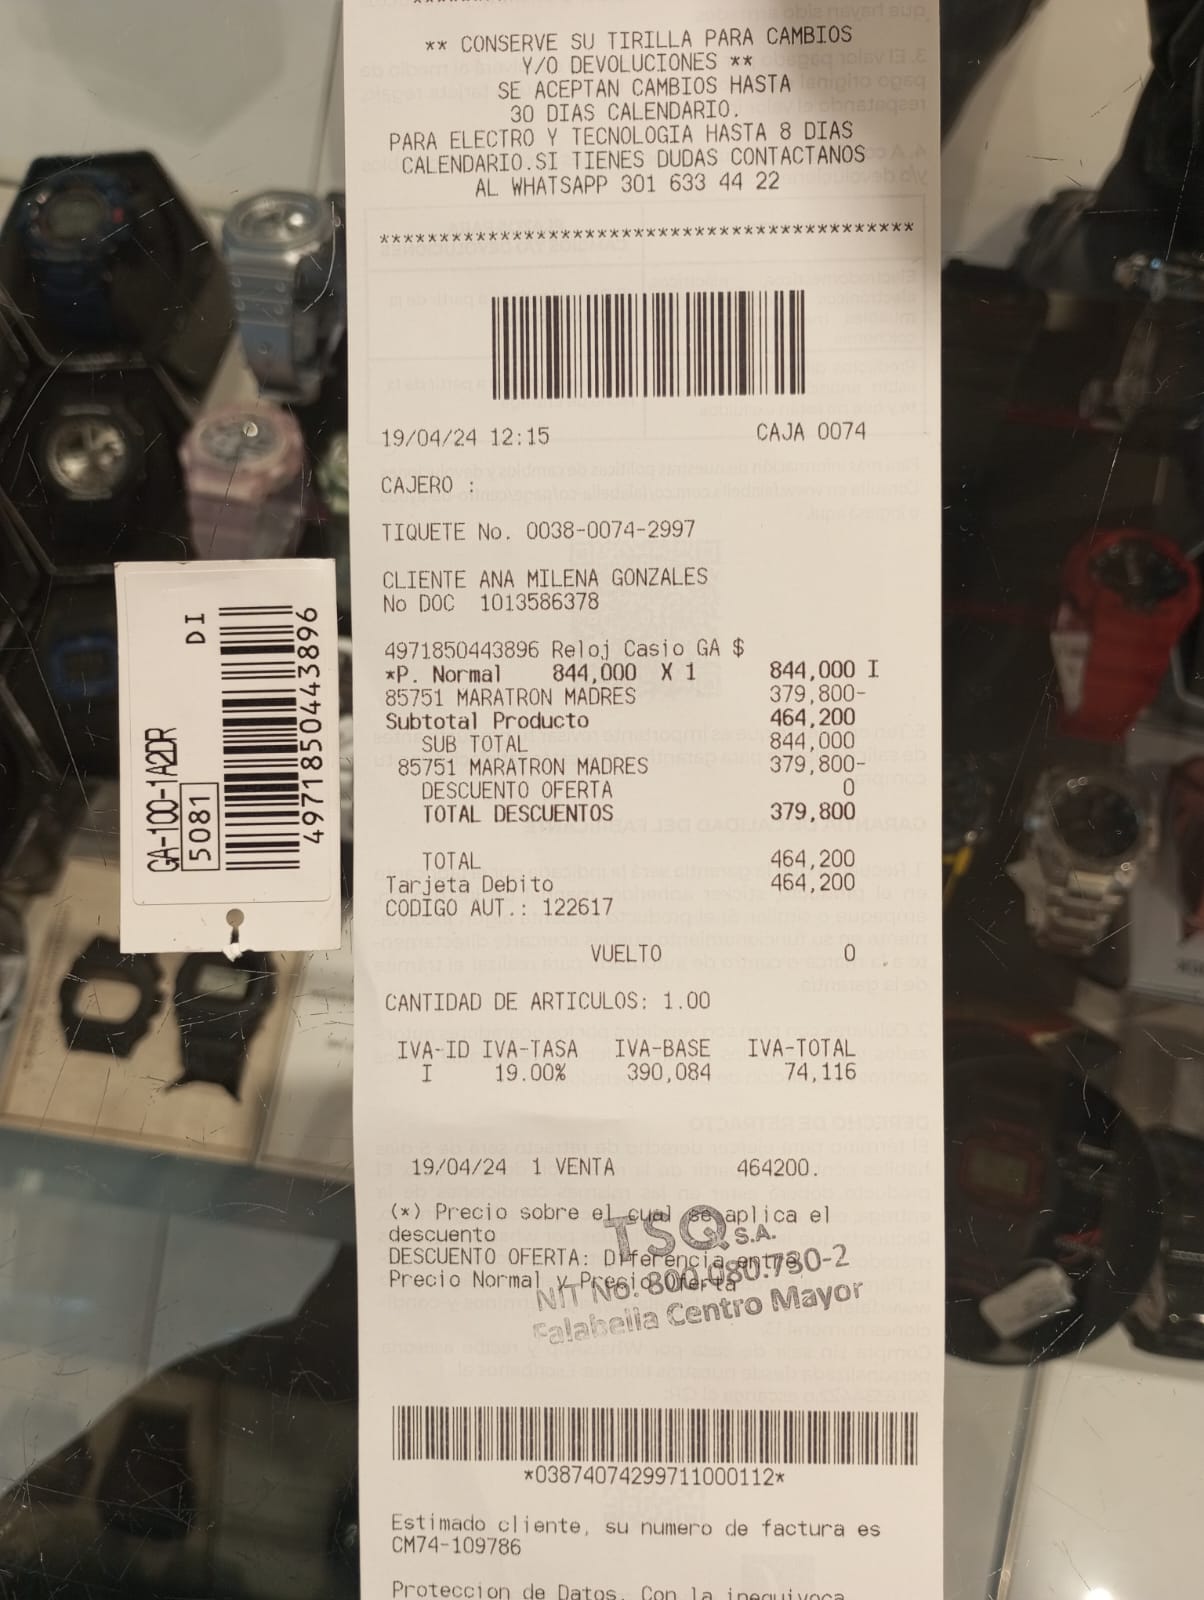 ** CONSERVE SU TIRILLA PARA CAMBIOS
Y/O DEVOLUCIONES **
SE ACEPTAN CAMBIOS HASTA
30 DIAS CALENDARIO.
PARA ELECTRO Y TECNOLOGIA HASTA 8 DIAS
CALENDARIO.SI TIENES DUDAS CONTACTANOS
AL WHATSAPP 301 633 44 22
********************************************
19/04/24 12:15 CAJA 0074
CAJERO :
TIQUETE No. 0038-0074-2997
CLIENTE ANA MILENA GONZALES
No DOC 1013586378
4971850443896 Reloj Casio GA $
*P. Normal 844,000 X 1 844,000 I
85751 MARATRON MADRES 379,800-
Subtotal Producto 464,200
SUB TOTAL 844,000
85751 MARATRON MADRES 379,800-
DESCUENTO OFERTA 0
TOTAL DESCUENTOS 379,800
TOTAL 464,200
Tarjeta Debito 464,200
CODIGO AUT.: 122617
VUELTO 0
CANTIDAD DE ARTICULOS: 1.00
IVA-ID IVA-TASA IVA-BASE IVA-TOTAL
I 19.00% 390,084 74,116
19/04/24 1 VENTA 464200.
(*) Precio sobre el cual se aplica el
descuento
DESCUENTO OFERTA: Diferencia entre
Precio Normal y Precio Oferta
TSQ S.A.
NIT No. 800.080.730-2
Falabella Centro Mayor
*03874074299711000112*
Estimado cliente, su numero de factura es
CM74-109786
Proteccion de Datos. Con la inequivoca
GA-100-1A2DR
DI
5081
4971850443896